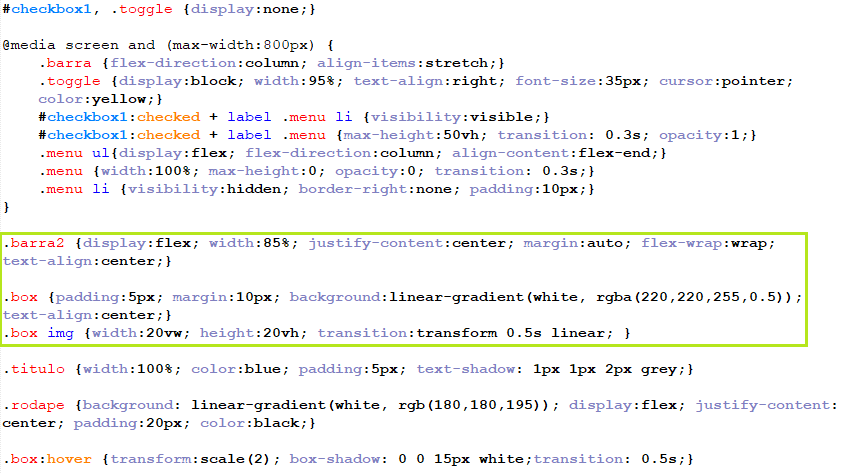 #checkbox1, .toggle {display:none;}
@media screen and (max-width:800px) {
.barra {flex-direction:column; align-items:stretch;}
.toggle {display:block; width:95%; text-align:right; font-size:35px; cursor:pointer;
color:yellow;}
#checkbox1:checked + label .menu li {visibility:visible;}
#checkbox1:checked + label .menu {max-height:50vh; transition: 0.3s; opacity:1;}
.menu ul{display:flex; flex-direction:column; align-content:flex-end;}
.menu {width:100%; max-height:0; opacity:0; transition: 0.3s;}
.menu li {visibility:hidden; border-right:none; padding:10px;}
}
.barra2 {display:flex; width:85%; justify-content:center; margin:auto; flex-wrap:wrap;
text-align:center;}
.box {padding:5px; margin:10px; background:linear-gradient(white, rgba(220,220,255,0.5));
text-align:center;}
.box img {width:20vw; height:20vh; transition:transform 0.5s linear; }
.titulo {width:100%; color:blue; padding:5px; text-shadow: 1px 1px 2px grey;}
.rodape {background: linear-gradient(white, rgb(180,180,195)); display:flex; justify-content:
center; padding:20px; color:black;}
.box:hover {transform:scale(2); box-shadow: 0 0 15px white;transition: 0.5s;}